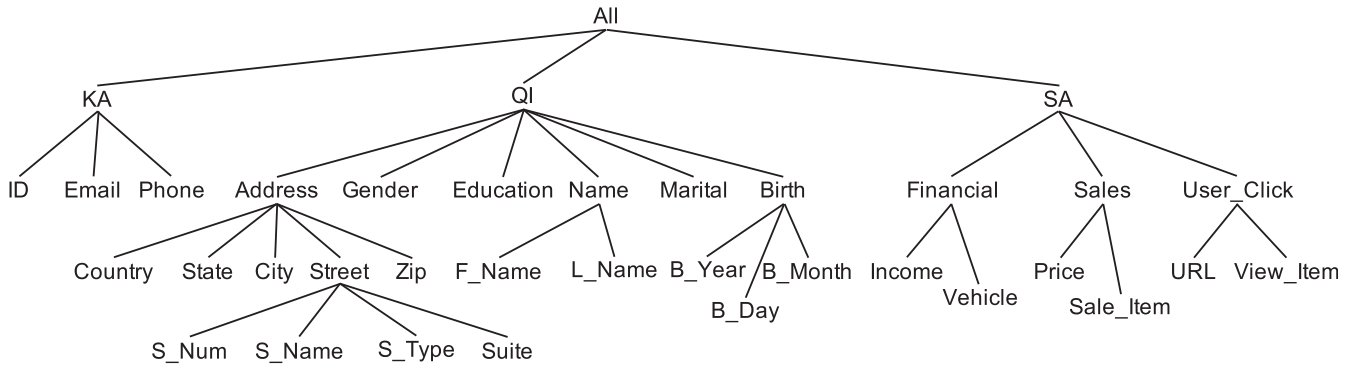 All
KA QI SA
ID Email Phone Address Gender Education Name Marital Birth Financial Sales User_Click
Country State City Street Zip F_Name L_Name B_Year B_Month Income Price URL View_Item
B_Day Vehicle Sale_Item
S_Num S_Name S_Type Suite